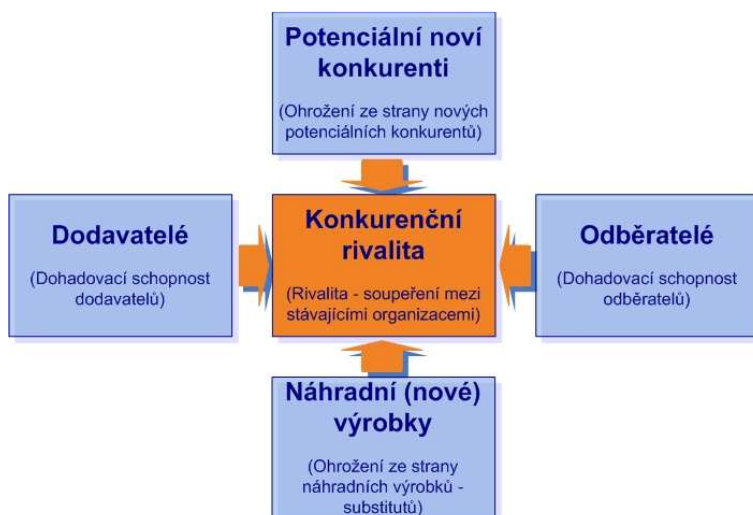 Potenciální noví
konkurenti
(Ohrožení ze strany nových
potenciálních konkurentů)
Dodavatelé
(Dohadovací schopnost
dodavatelů)
Konkurenční
rivalita
(Rivalita - soupeření mezi
stávajícími organizacemi)
Odběratelé
(Dohadovací schopnost
odběratelů)
Náhradní (nové)
výrobky
(Ohrožení ze strany
náhradních výrobků -
substitutů)